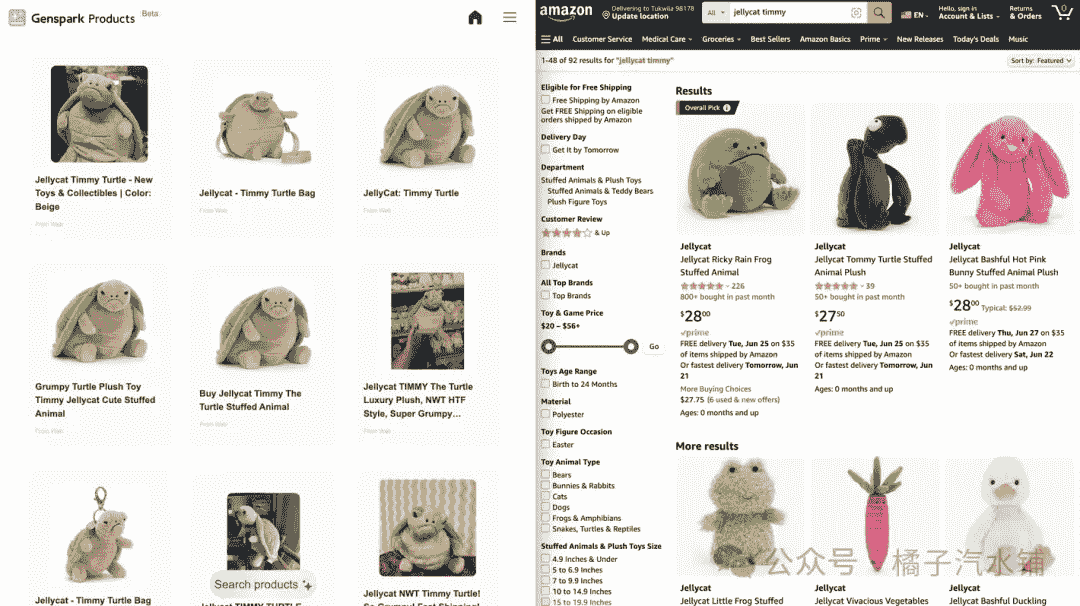 Genspark Products Beta
Jellycat Timmy Turtle - New
Toys & Collectibles | Color:
Beige
From Web
Jellycat - Timmy Turtle Bag
From Web
JellyCat: Timmy Turtle
From Web
Grumpy Turtle Plush Toy
Timmy Jellycat Cute Stuffed
Animal
From Web
Buy Jellycat Timmy The
Turtle Stuffed Animal
From Web
Jellycat TIMMY The Turtle
Luxury Plush, NWT HTF
Style, Super Grumpy…
From Web
Jellycat - Timmy Turtle Bag
Jellycat NWT Timmy Turtle!
Search products
amazon
Delivering to Tukwila 98178
Update location
All
jellycat timmy
EN
Hello, sign in
Account & Lists
Returns
& Orders
0
All
Customer Service
Medical Care
Groceries
Best Sellers
Amazon Basics
Prime
New Releases
Today's Deals
Music
1-48 of 92 results for "jellycat timmy"
Sort by: Featured
Eligible for Free Shipping
Free Shipping by Amazon
Get FREE Shipping on eligible
orders shipped by Amazon
Delivery Day
Get It by Tomorrow
Department
Stuffed Animals & Plush Toys
Stuffed Animals & Teddy Bears
Plush Figure Toys
Customer Review
& Up
Brands
Jellycat
All Top Brands
Top Brands
Toy & Game Price
$20 – $56+
Go
Toys Age Range
Birth to 24 Months
Material
Polyester
Toy Figure Occasion
Easter
Toy Animal Type
Bears
Bunnies & Rabbits
Cats
Dogs
Frogs & Amphibians
Snakes, Turtles & Reptiles
Stuffed Animals & Plush Toys Size
4.9 Inches & Under
5 to 6.9 Inches
7 to 9.9 Inches
10 to 14.9 Inches
15 to 19.9 Inches
Results
Overall Pick
Jellycat
Jellycat Ricky Rain Frog
Stuffed Animal
226
800+ bought in past month
$28 00
prime
FREE delivery Tue, Jun 25 on $35
of items shipped by Amazon
Or fastest delivery Tomorrow, Jun
21
More Buying Choices
$27.75 (6 used & new offers)
Ages: 0 months and up
Jellycat
Jellycat Tommy Turtle Stuffed
Animal Plush
39
50+ bought in past month
$27 50
prime
FREE delivery Tue, Jun 25 on $35
of items shipped by Amazon
Or fastest delivery Tomorrow, Jun
21
Ages: 0 months and up
Jellycat
Jellycat Bashful Hot Pink
Bunny Stuffed Animal Plush
50+ bought in past month
$28 00 Typical: $52.99
prime
FREE delivery Thu, Jun 27 on $35
of items shipped by Amazon
Or fastest delivery Sat, Jun 22
Ages: 0 months and up
More results
Jellycat
Jellycat Little Frog Stuffed
Jellycat
Jellycat Vivacious Vegetables
Jellycat
Jellycat Bashful Duckling
公众号
橘子汽水铺